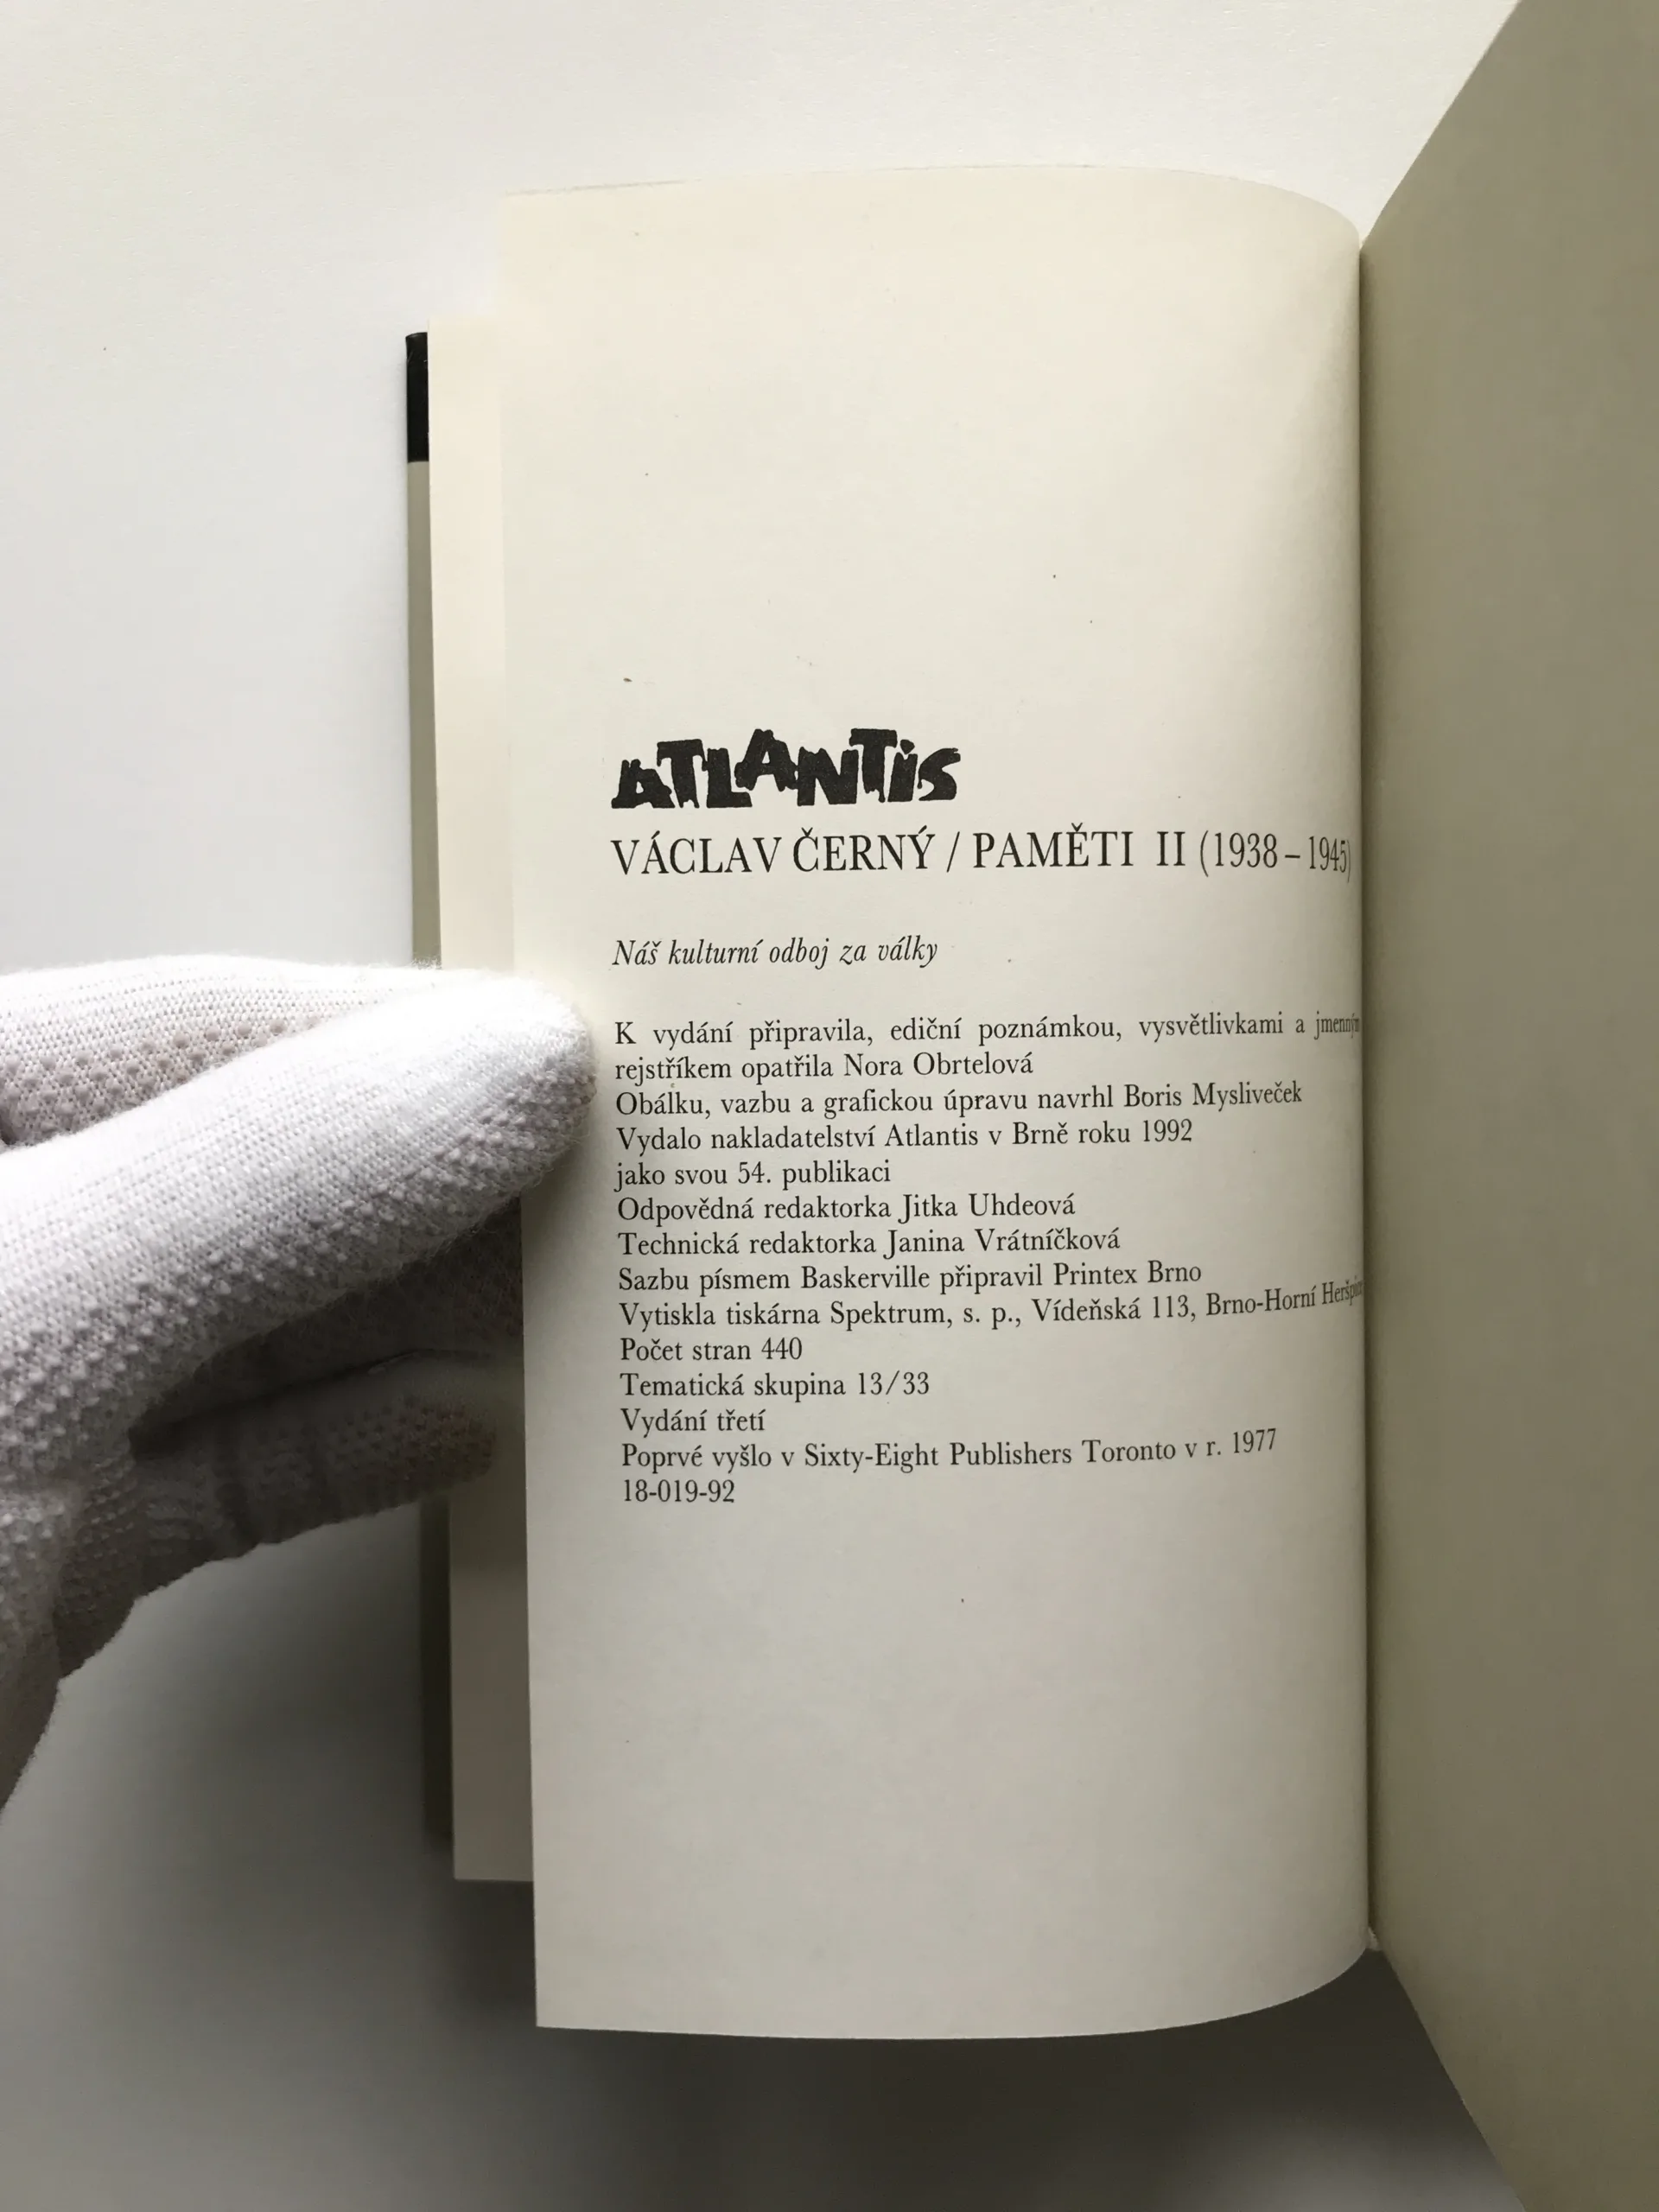 ATLANTIS
VÁCLAV ČERNÝ / PAMĚTI II (1938 – 1945)
Náš kulturní odboj za války
K vydání připravila, ediční poznámkou, vysvětlivkami a jmenným
rejstříkem opatřila Nora Obrtelová
Obálku, vazbu a grafickou úpravu navrhl Boris Mysliveček
Vydalo nakladatelství Atlantis v Brně roku 1992
jako svou 54. publikaci
Odpovědná redaktorka Jitka Uhdeová
Technická redaktorka Janina Vrátníčková
Sazbu písmem Baskerville připravil Printex Brno
Vytiskla tiskárna Spektrum, s. p., Vídeňská 113, Brno-Horní
Počet stran 440
Tematická skupina 13/33
Vydání třetí
Poprvé vyšlo v Sixty-Eight Publishers Toronto v r. 1977
18-019-92